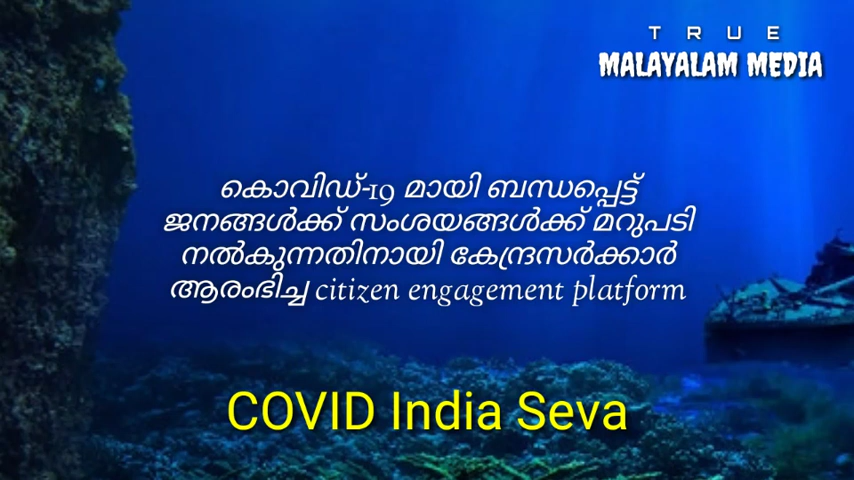 TRUE
MALAYALAM MEDIA
കൊവിഡ്-19 മായി ബന്ധപ്പെട്ട്
ജനങ്ങൾക്ക് സംശയങ്ങൾക്ക് മറുപടി
നൽകുന്നതിനായി കേന്ദ്രസർക്കാർ
ആരംഭിച്ച citizen engagement platform
COVID India Seva